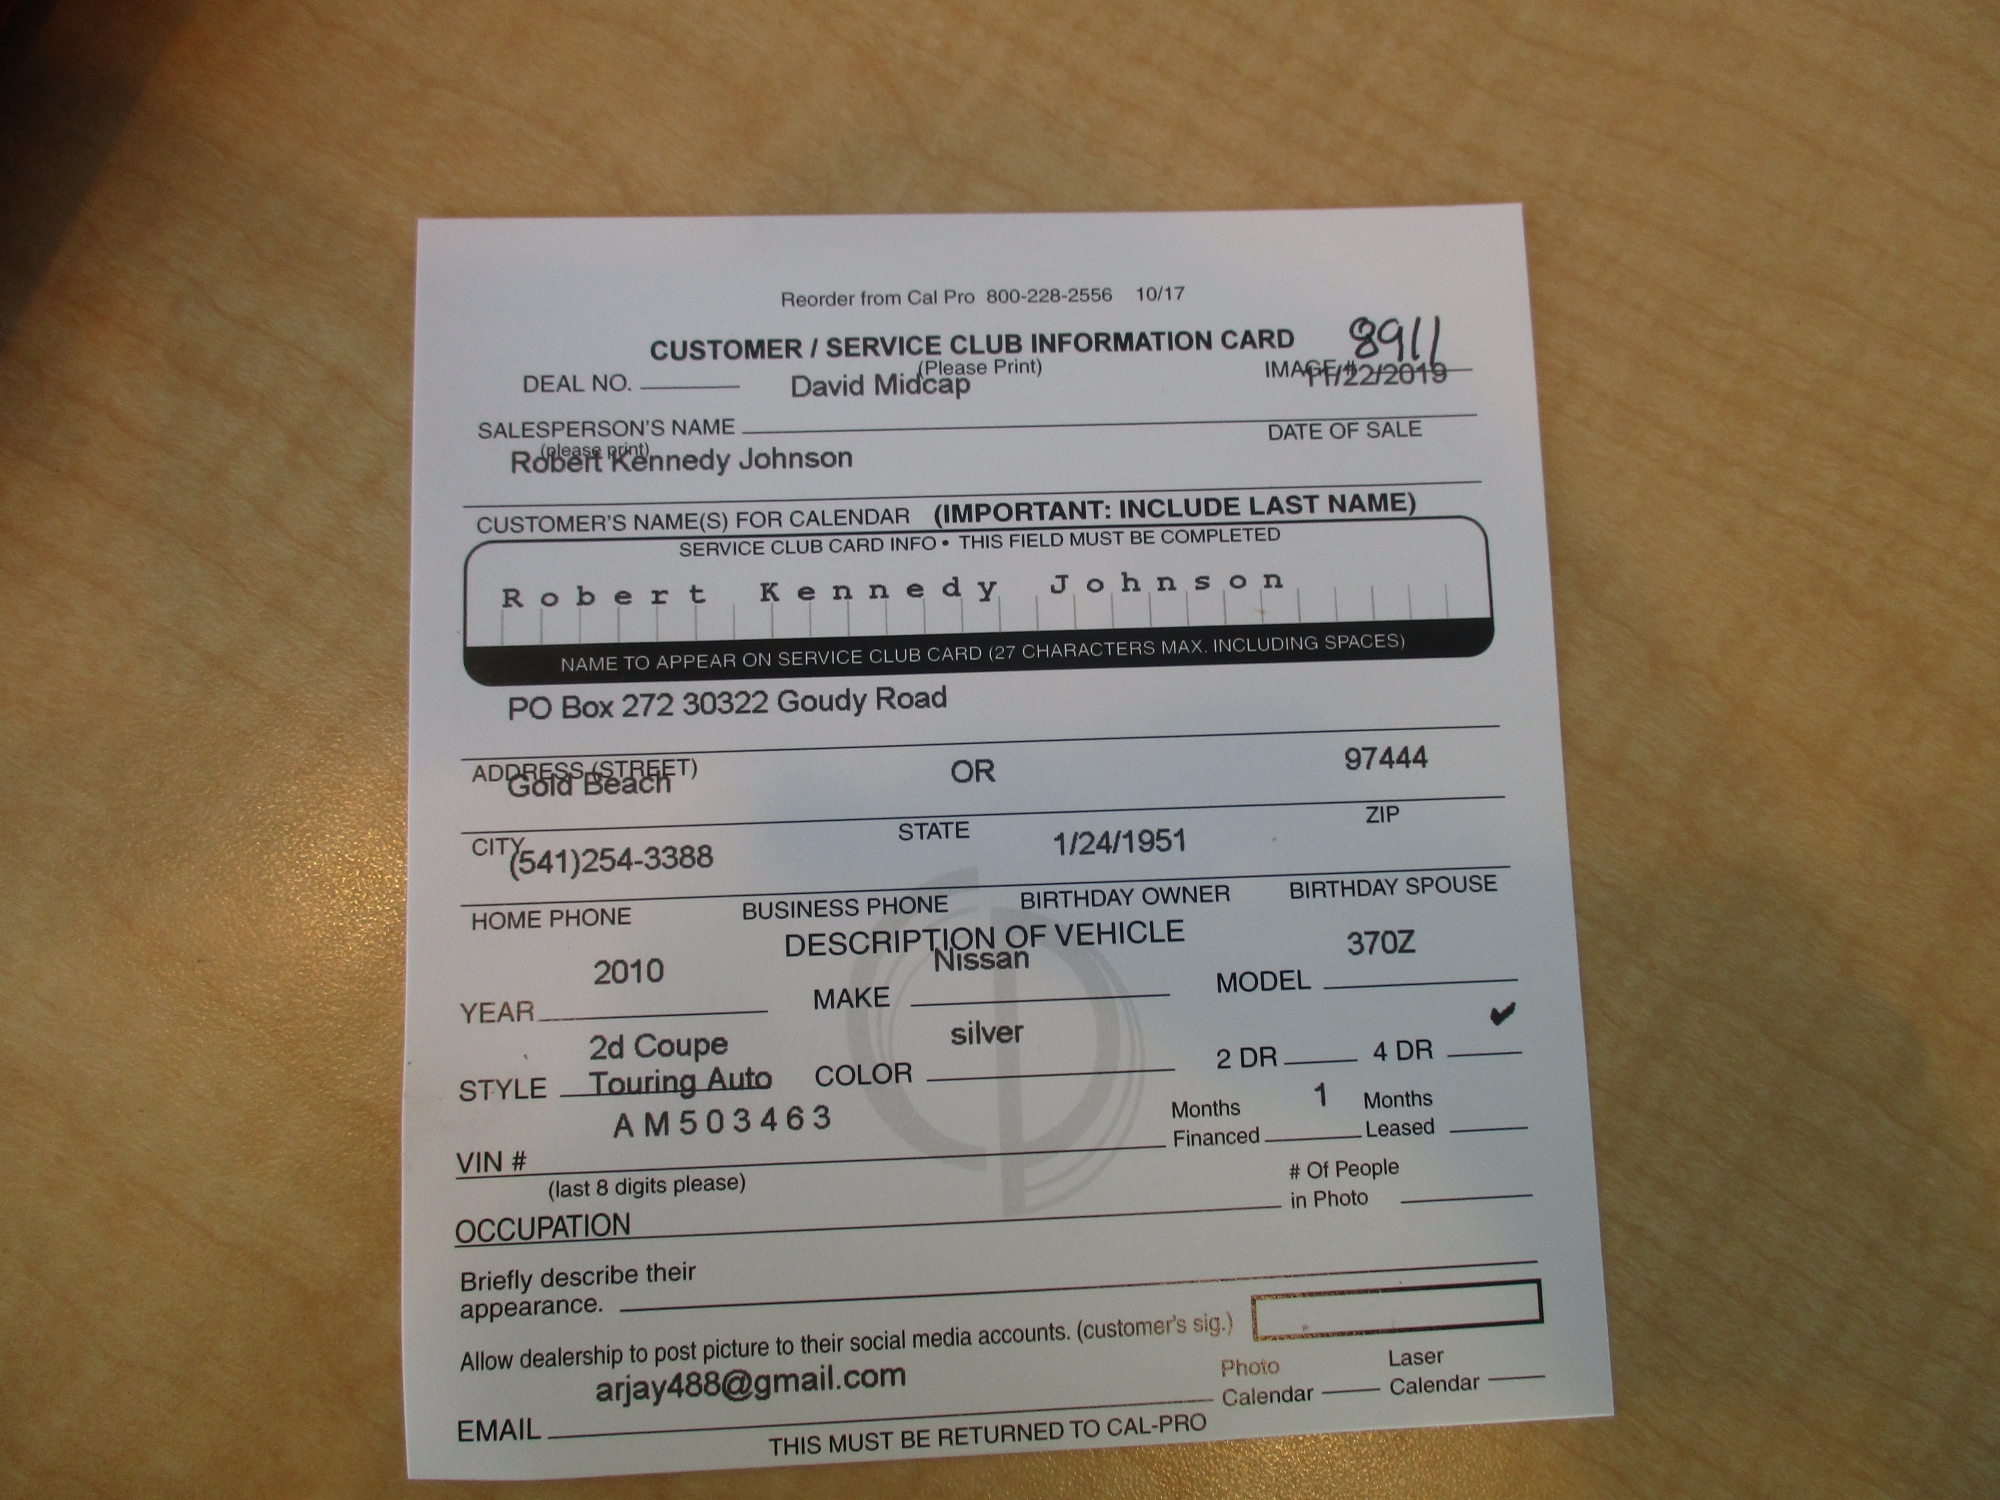 Reorder from Cal Pro 800-228-2556 10/17
CUSTOMER / SERVICE CLUB INFORMATION CARD 8911
(Please Print)
DEAL NO. David Midcap IMAGE # 11/22/2019
SALESPERSON'S NAME DATE OF SALE
(please print)
Robert Kennedy Johnson
CUSTOMER'S NAME(S) FOR CALENDAR (IMPORTANT: INCLUDE LAST NAME)
SERVICE CLUB CARD INFO • THIS FIELD MUST BE COMPLETED
Robert Kennedy Johnson
NAME TO APPEAR ON SERVICE CLUB CARD (27 CHARACTERS MAX. INCLUDING SPACES)
PO Box 272 30322 Goudy Road
ADDRESS (STREET)
Gold Beach OR 97444
CITY STATE ZIP
(541)254-3388 1/24/1951
HOME PHONE BUSINESS PHONE BIRTHDAY OWNER BIRTHDAY SPOUSE
DESCRIPTION OF VEHICLE
2010 Nissan 370Z
YEAR MAKE MODEL
2d Coupe silver ✔
STYLE Touring Auto COLOR 2 DR 4 DR
AM503463 Months 1 Months
VIN # Financed Leased
(last 8 digits please) # Of People
OCCUPATION in Photo
Briefly describe their
appearance.
Allow dealership to post picture to their social media accounts. (customer's sig.)
arjay488@gmail.com Photo Laser
EMAIL Calendar Calendar
THIS MUST BE RETURNED TO CAL-PRO